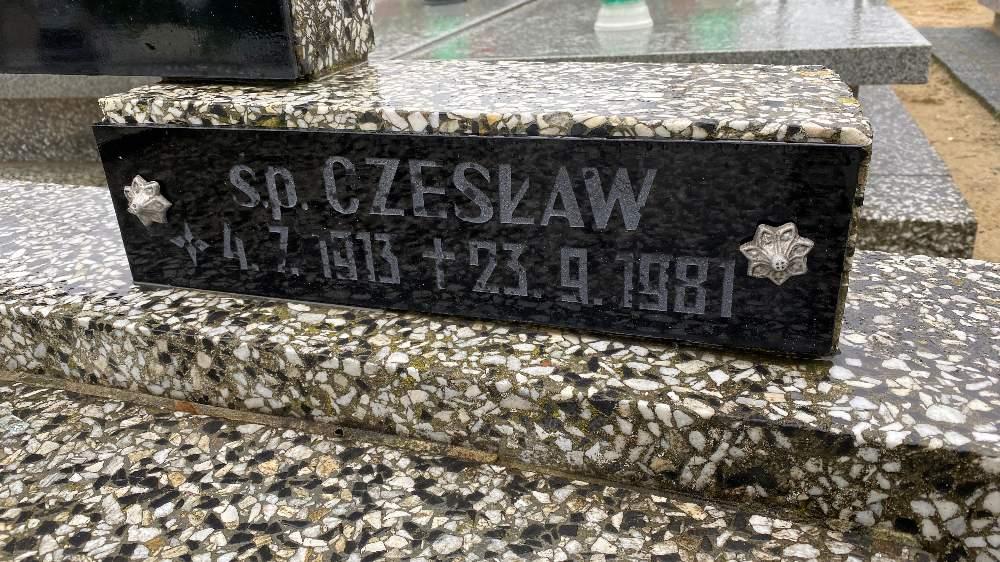 ś.p. CZESŁAW
4. 7. 1913 † 23. 9. 1981